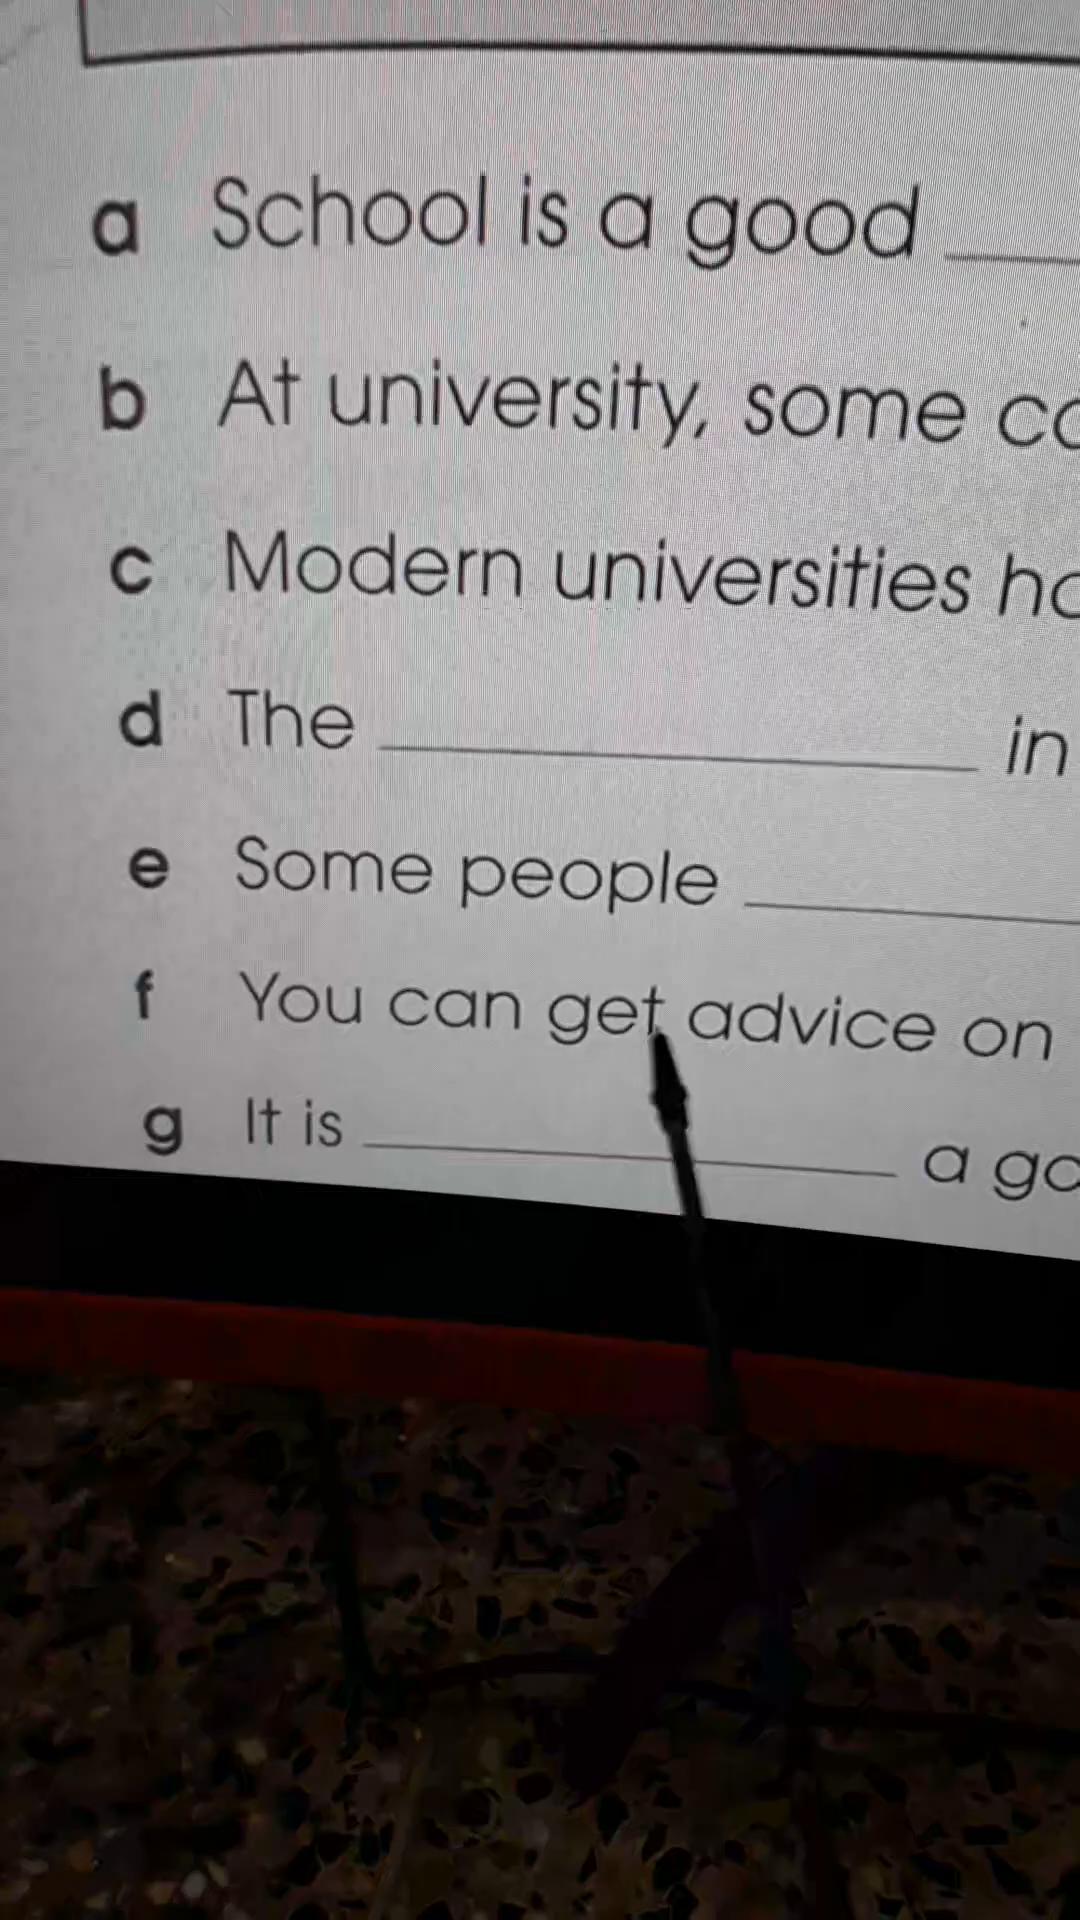 a School is a good
b At university, some
c Modern universities
d The in
e Some people
f You can get advice on
g It is a